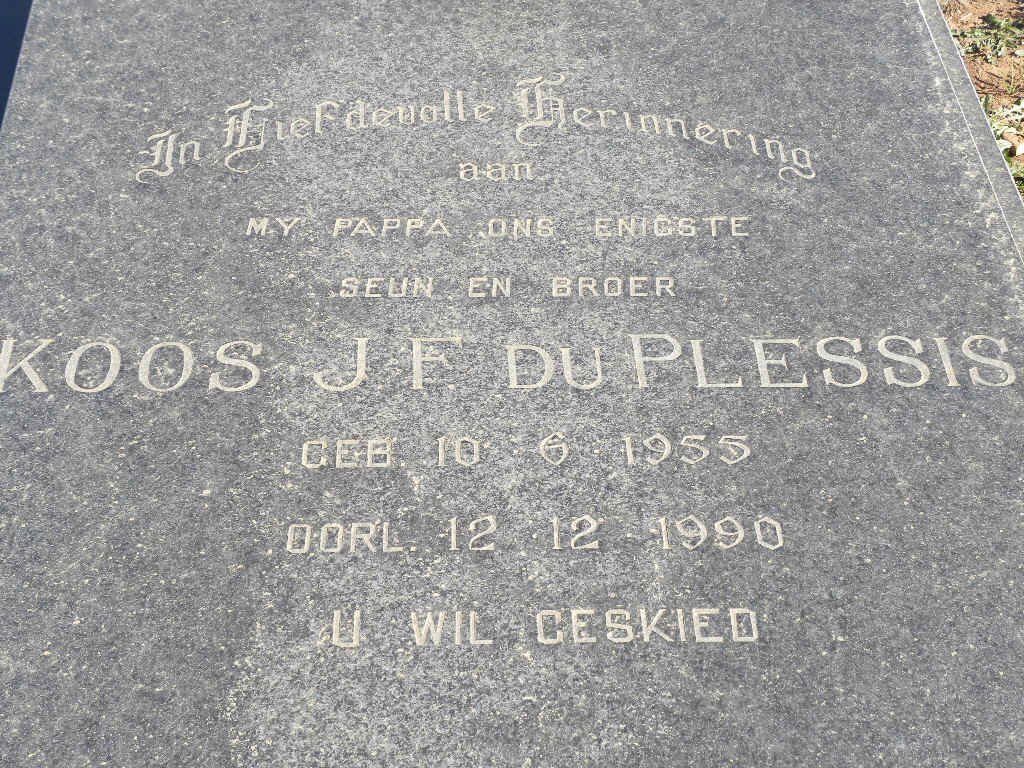 In Liefdevolle Herinnering
aan
MY PAPPA ONS ENIGSTE
SEUN EN BROER
KOOS J.F. DU PLESSIS
GEB. 10 · 6 · 1955
OORL. 12 · 12 · 1990
U WIL GESKIED